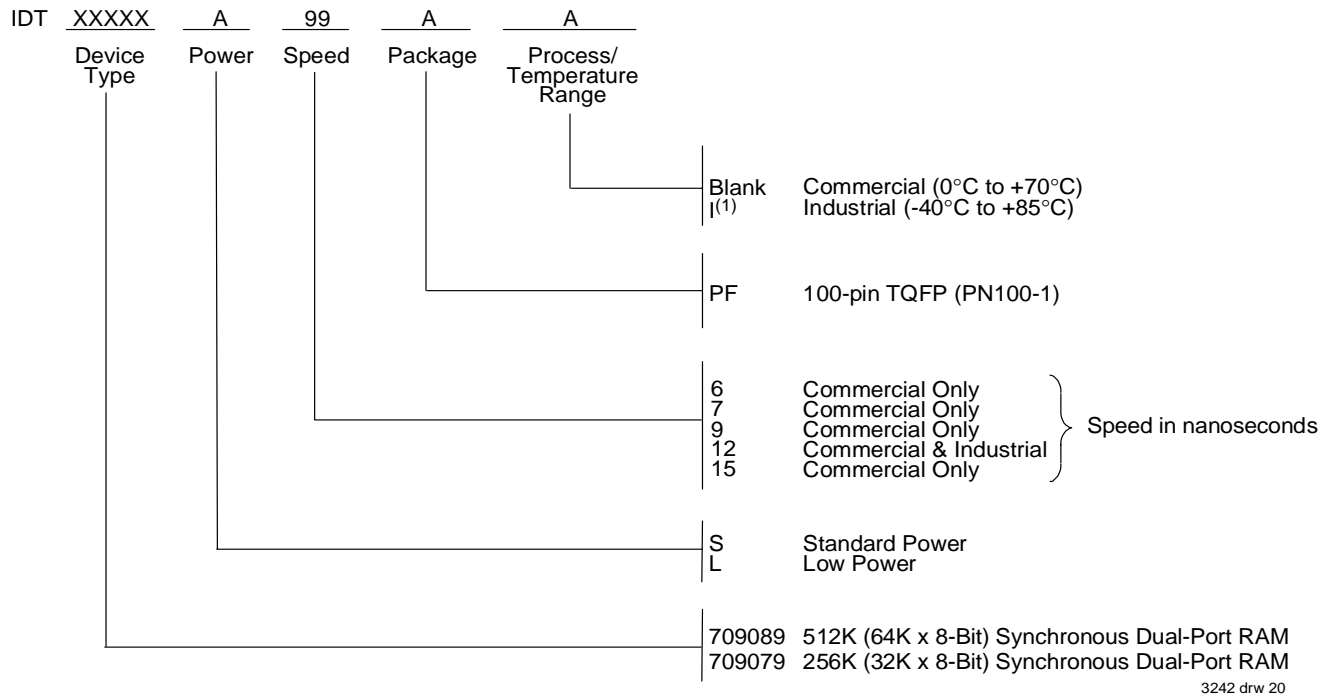 IDT XXXXX A 99 A A
Device Type Power Speed Package Process/ Temperature Range
Blank Commercial (0°C to +70°C)
I(1) Industrial (-40°C to +85°C)
PF 100-pin TQFP (PN100-1)
6 Commercial Only
7 Commercial Only
9 Commercial Only
12 Commercial & Industrial
15 Commercial Only
Speed in nanoseconds
S Standard Power
L Low Power
709089 512K (64K x 8-Bit) Synchronous Dual-Port RAM
709079 256K (32K x 8-Bit) Synchronous Dual-Port RAM
3242 drw 20